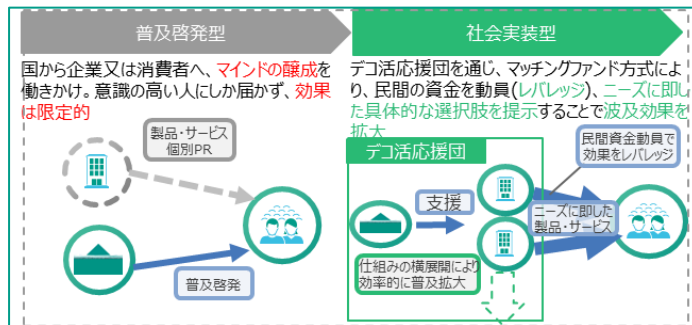 普及啓発型
国から企業又は消費者へ、マインドの醸成を
働きかけ。意識の高い人にしか届かず、効果
は限定的
製品・サービス
個別PR
普及啓発
社会実装型
デコ活応援団を通じ、マッチングファンド方式によ
り、民間の資金を動員(レバレッジ)、ニーズに即し
た具体的な選択肢を提示することで波及効果を
拡大
デコ活応援団
民間資金動員で
効果をレバレッジ
支援
ニーズに即した
製品・サービス
仕組みの横展開により
効率的に普及拡大